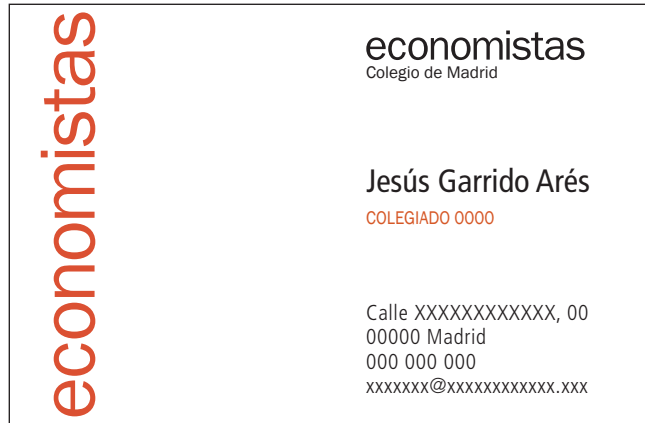 economistas
economistas
Colegio de Madrid
Jesús Garrido Arés
COLEGIADO 0000
Calle XXXXXXXXXXXX, 00
00000 Madrid
000 000 000
xxxxxxx@xxxxxxxxxxxx.xxx